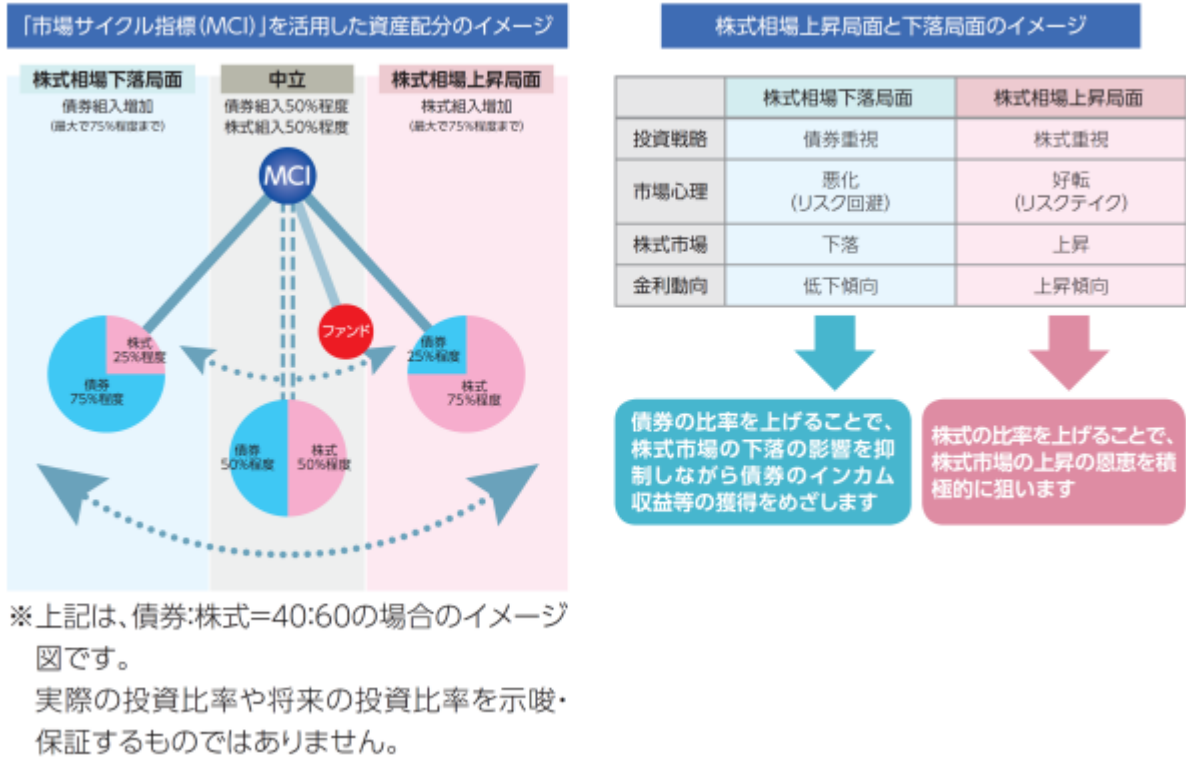 「市場サイクル指標(MCI)」を活用した資産配分のイメージ
株式相場下落局面
債券組入増加
(最大で75%程度まで)
中立
債券組入50%程度
株式組入50%程度
株式相場上昇局面
株式組入増加
(最大で75%程度まで)
MCI
ファンド
株式
25%程度
債券
75%程度
債券
25%程度
株式
75%程度
債券
50%程度
株式
50%程度
※上記は、債券:株式=40:60の場合のイメージ
図です。
実際の投資比率や将来の投資比率を示唆・
保証するものではありません。
株式相場上昇局面と下落局面のイメージ
株式相場下落局面 株式相場上昇局面
投資戦略 債券重視 株式重視
市場心理 悪化 好転
(リスク回避) (リスクテイク)
株式市場 下落 上昇
金利動向 低下傾向 上昇傾向
債券の比率を上げることで、
株式市場の下落の影響を抑
制しながら債券のインカム
収益等の獲得をめざします
株式の比率を上げることで、
株式市場の上昇の恩恵を積
極的に狙います